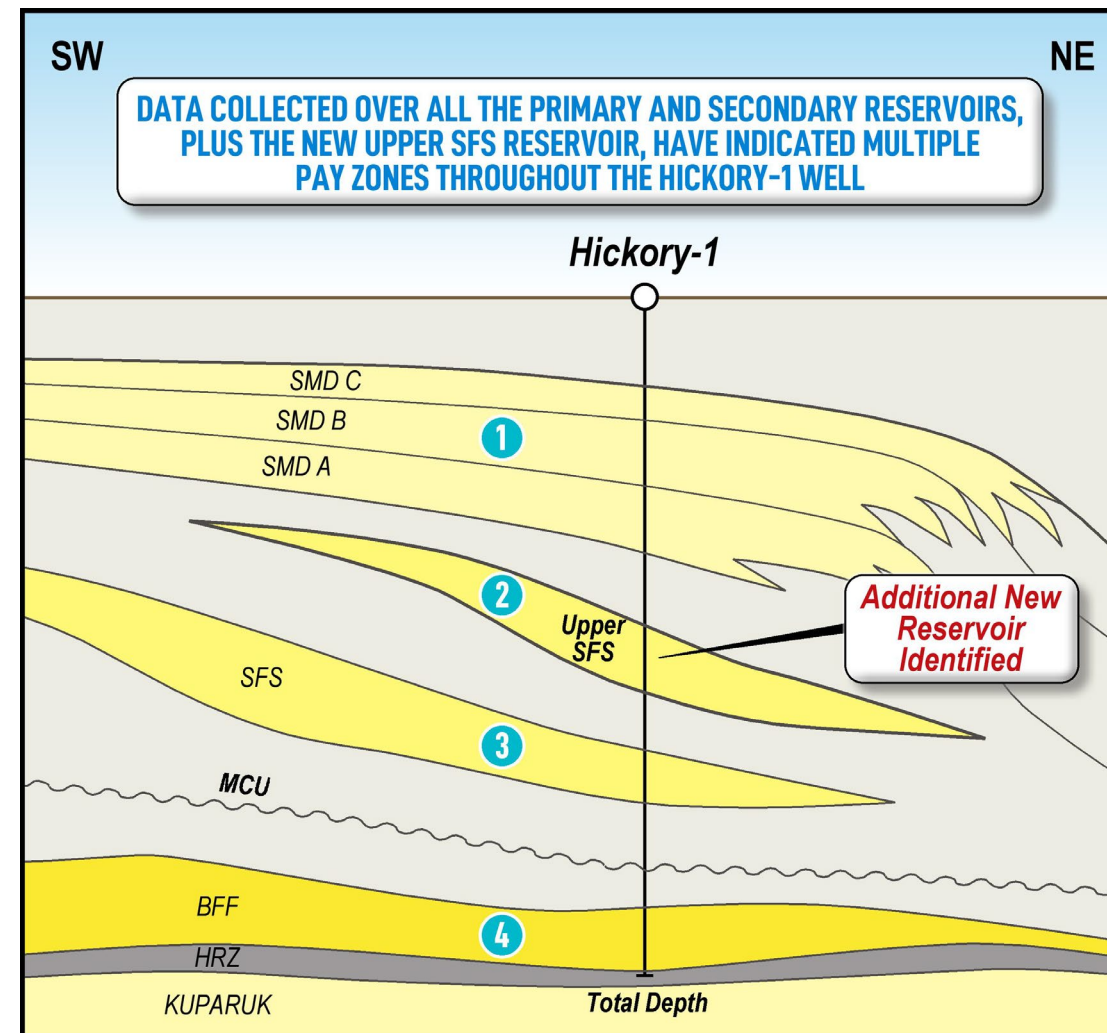 SW
NE
DATA COLLECTED OVER ALL THE PRIMARY AND SECONDARY RESERVOIRS,
PLUS THE NEW UPPER SFS RESERVOIR, HAVE INDICATED MULTIPLE
PAY ZONES THROUGHOUT THE HICKORY-1 WELL
Hickory-1
SMD C
SMD B
1
SMD A
2
Upper
SFS
Additional New
Reservoir
Identified
SFS
3
MCU
BFF
4
HRZ
KUPARUK
Total Depth